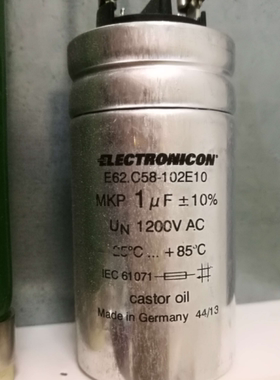 ELECTRONICON
E62.C58-102E10
MKP 1µF ±10%
UN 1200V AC
-25°C ... +85°C
IEC 61071
castor oil
Made in Germany 44/13